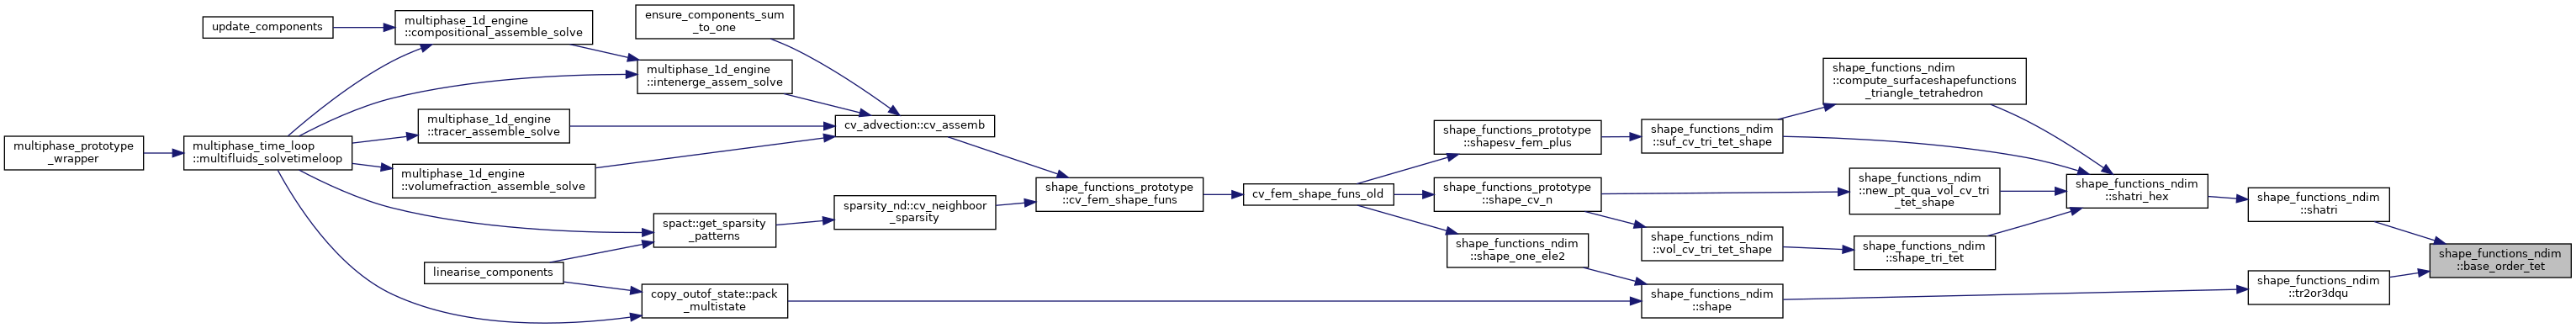 update_components
multiphase_1d_engine
::compositional_assemble_solve
ensure_components_sum
_to_one
multiphase_1d_engine
::intenerge_assem_solve
multiphase_1d_engine
::tracer_assemble_solve
cv_advection::cv_assemb
multiphase_prototype
_wrapper
multiphase_time_loop
::multifluids_solvetimeloop
multiphase_1d_engine
::volumefraction_assemble_solve
spact::get_sparsity
_patterns
sparsity_nd::cv_neighboor
_sparsity
shape_functions_prototype
::cv_fem_shape_funs
cv_fem_shape_funs_old
linearise_components
copy_outof_state::pack
_multistate
shape_functions_prototype
::shapesv_fem_plus
shape_functions_prototype
::shape_cv_n
shape_functions_ndim
::shape_one_ele2
shape_functions_ndim
::suf_cv_tri_tet_shape
shape_functions_ndim
::vol_cv_tri_tet_shape
shape_functions_ndim
::shape
shape_functions_ndim
::compute_surfaceshapefunctions
_triangle_tetrahedron
shape_functions_ndim
::new_pt_qua_vol_cv_tri
_tet_shape
shape_functions_ndim
::shape_tri_tet
shape_functions_ndim
::shatri_hex
shape_functions_ndim
::shatri
shape_functions_ndim
::tr2or3dqu
shape_functions_ndim
::base_order_tet